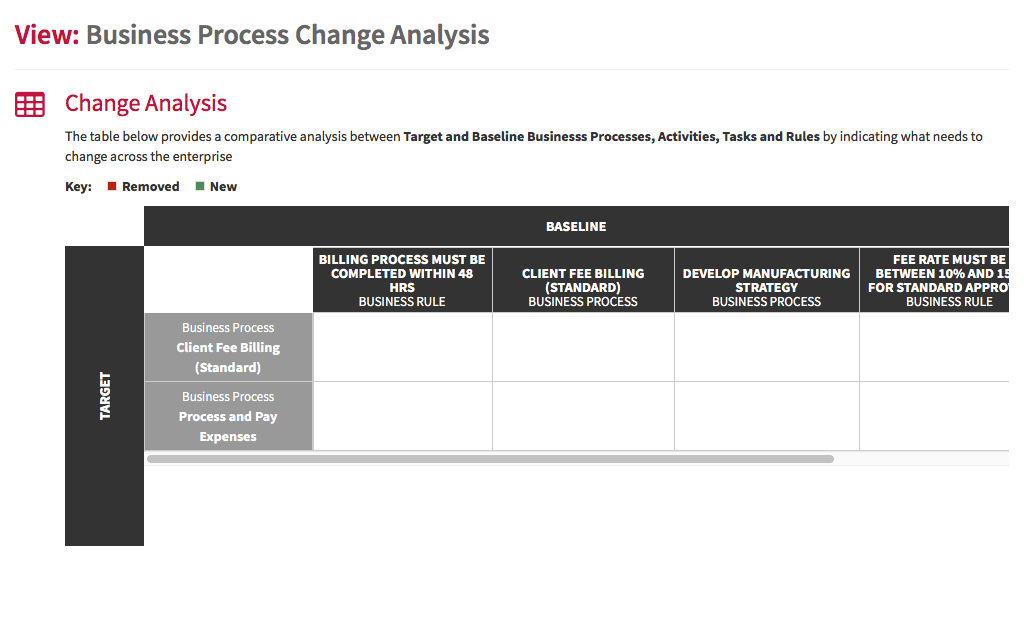 View: Business Process Change Analysis
Change Analysis
The table below provides a comparative analysis between Target and Baseline Businesss Processes, Activities, Tasks and Rules by indicating what needs to
change across the enterprise
Key: Removed New
BASELINE
BILLING PROCESS MUST BE
COMPLETED WITHIN 48
HRS
BUSINESS RULE
CLIENT FEE BILLING
(STANDARD)
BUSINESS PROCESS
DEVELOP MANUFACTURING
STRATEGY
BUSINESS PROCESS
FEE RATE MUST BE
BETWEEN 10% AND 15
FOR STANDARD APPRO
BUSINESS RULE
TARGET
Business Process
Client Fee Billing
(Standard)
Business Process
Process and Pay
Expenses